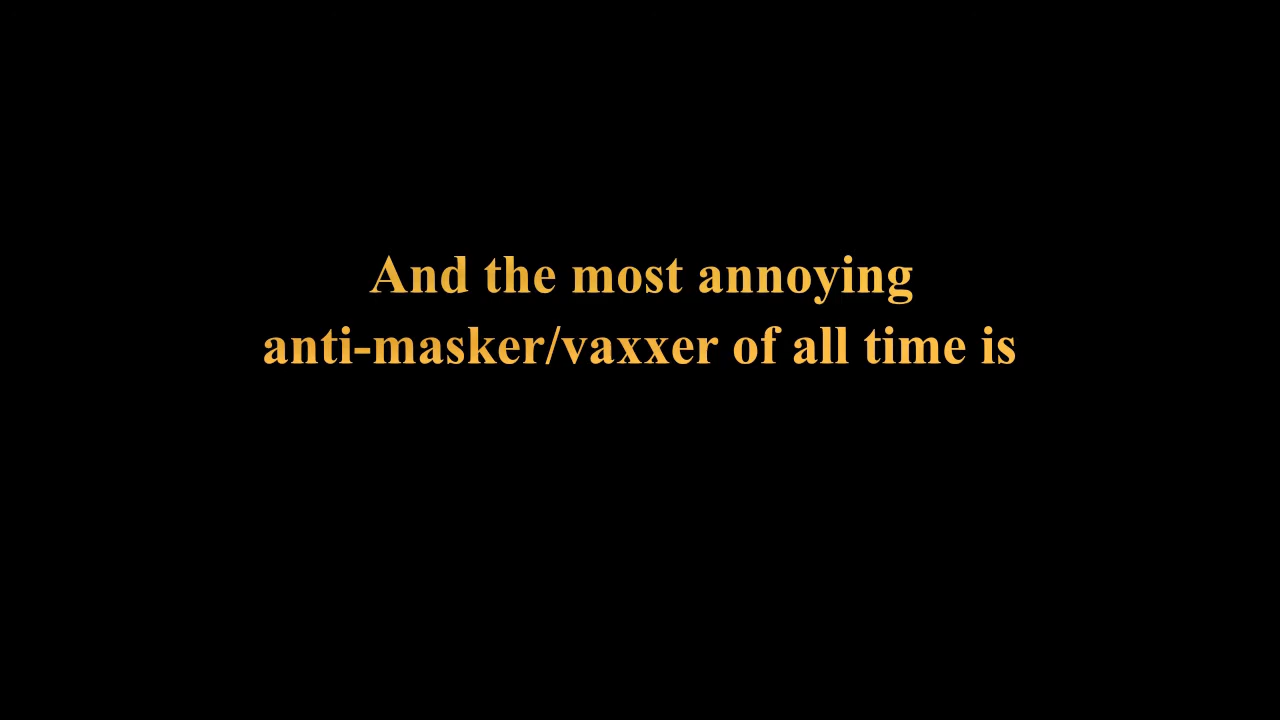 And the most annoying
anti-masker/vaxxer of all time is